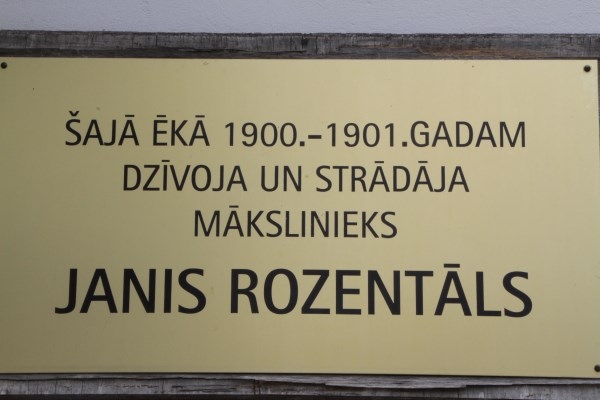 ŠAJĀ ĒKĀ 1900.-1901.GADAM
DZĪVOJA UN STRĀDĀJA
MĀKSLINIEKS
JANIS ROZENTĀLS